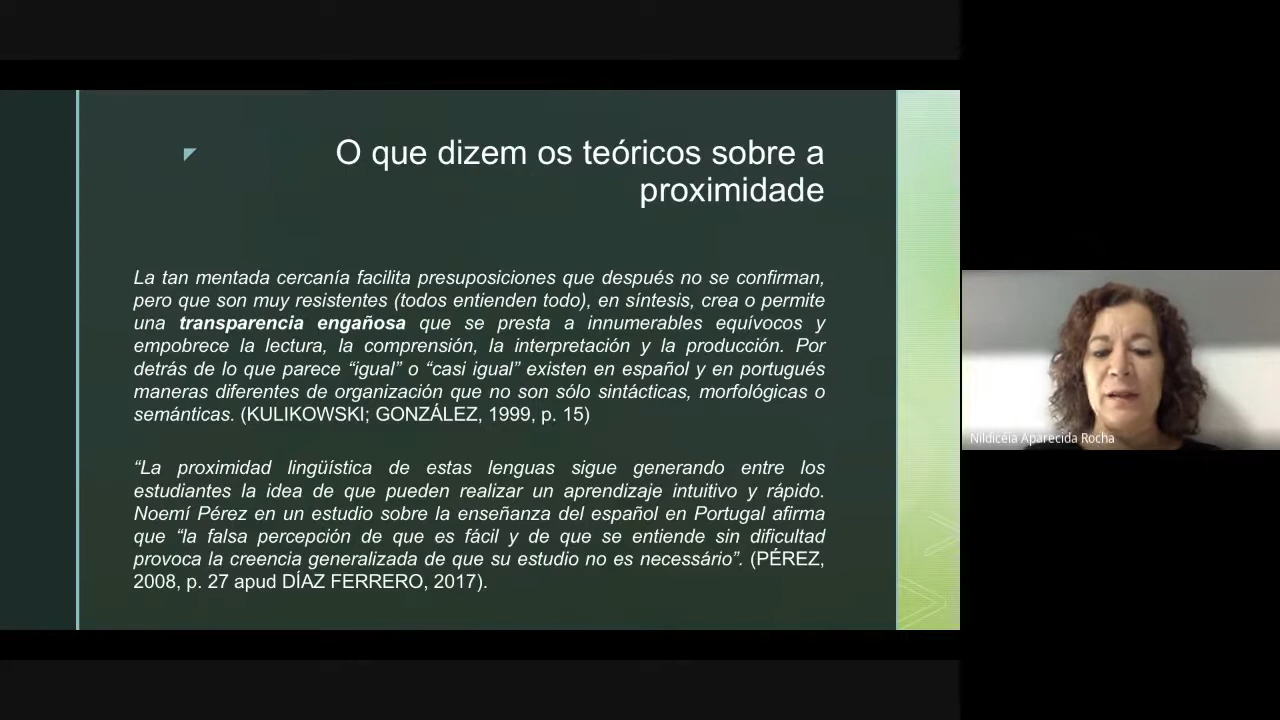 O que dizem os teóricos sobre a
proximidade
La tan mentada cercanía facilita presuposiciones que después no se confirman,
pero que son muy resistentes (todos entienden todo), en síntesis, crea o permite
una transparencia engañosa que se presta a innumerables equívocos y
empobrece la lectura, la comprensión, la interpretación y la producción. Por
detrás de lo que parece “igual” o “casi igual” existen en español y en portugués
maneras diferentes de organización que no son sólo sintácticas, morfológicas o
semánticas. (KULIKOWSKI; GONZÁLEZ, 1999, p. 15)
“La proximidad lingüística de estas lenguas sigue generando entre los
estudiantes la idea de que pueden realizar un aprendizaje intuitivo y rápido.
Noemí Pérez en un estudio sobre la enseñanza del español en Portugal afirma
que “la falsa percepción de que es fácil y de que se entiende sin dificultad
provoca la creencia generalizada de que su estudio no es necessário”. (PÉREZ,
2008, p. 27 apud DÍAZ FERRERO, 2017).
Nildicéia Aparecida Rocha